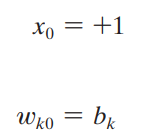 x₀ = +1
wₖ₀ = bₖ